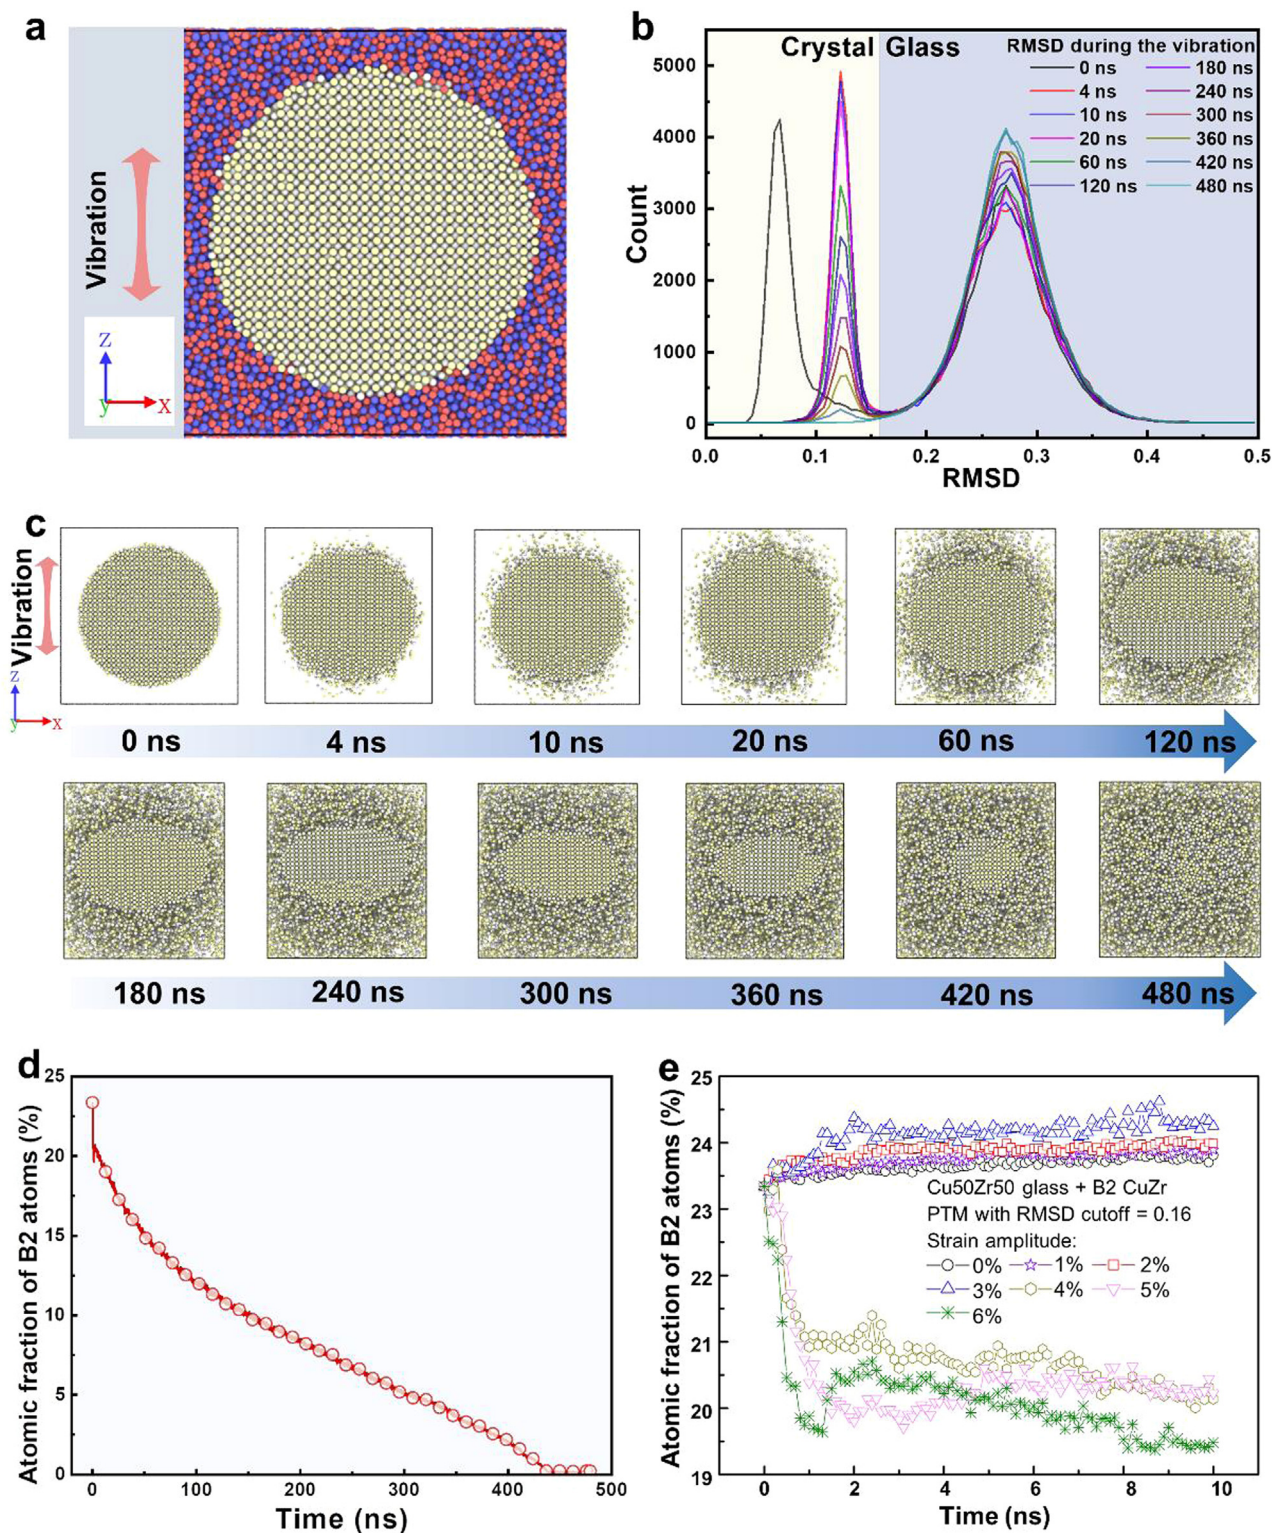 a
Vibration
z
y
x
b
Crystal
Glass
RMSD during the vibration
0 ns
180 ns
4 ns
240 ns
10 ns
300 ns
20 ns
360 ns
60 ns
420 ns
120 ns
480 ns
5000
4000
3000
2000
1000
0
Count
0.0 0.1 0.2 0.3 0.4 0.5
RMSD
c
Vibration
z
y
x
0 ns 4 ns 10 ns 20 ns 60 ns 120 ns
180 ns 240 ns 300 ns 360 ns 420 ns 480 ns
d
Atomic fraction of B2 atoms (%)
25
20
15
10
5
0
0 100 200 300 400 500
Time (ns)
e
Atomic fraction of B2 atoms (%)
25
24
23
22
21
20
19
Cu50Zr50 glass + B2 CuZr
PTM with RMSD cutoff = 0.16
Strain amplitude:
0% 1% 2%
3% 4% 5%
6%
0 2 4 6 8 10
Time (ns)